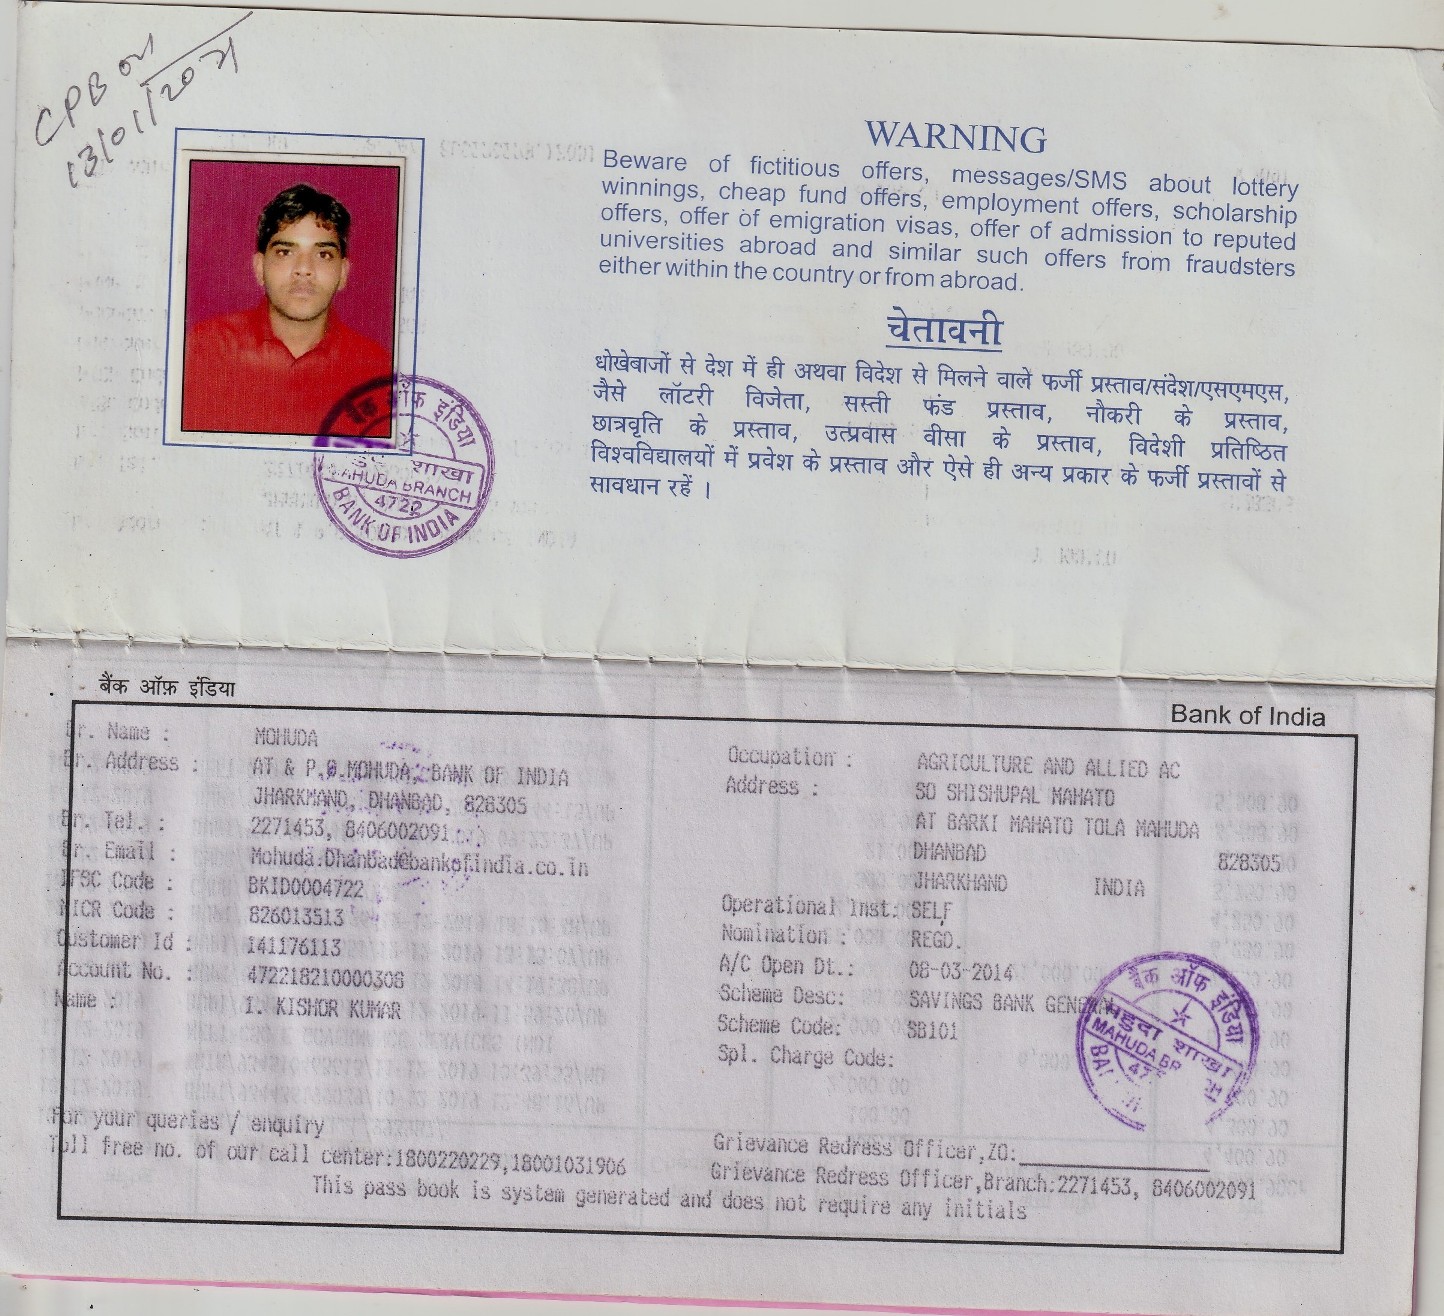 CPB on
13/01/2021
WARNING
Beware of fictitious offers, messages/SMS about lottery
winnings, cheap fund offers, employment offers, scholarship
offers, offer of emigration visas, offer of admission to reputed
universities abroad and similar such offers from fraudsters
either within the country or from abroad.
चेतावनी
धोखेबाजों से देश में ही अथवा विदेश से मिलने वाले फर्जी प्रस्ताव/संदेश/एसएमएस,
जैसे लॉटरी विजेता, सस्ती फंड प्रस्ताव, नौकरी के प्रस्ताव,
छात्रवृति के प्रस्ताव, उत्प्रवास वीसा के प्रस्ताव, विदेशी प्रतिष्ठित
विश्वविद्यालयों में प्रवेश के प्रस्ताव और ऐसे ही अन्य प्रकार के फर्जी प्रस्तावों से
सावधान रहें ।
बैंक ऑफ इंडिया
शाखा
MAHUDA BRANCH
4722
BANK OF INDIA
बैंक ऑफ़ इंडिया
Bank of India
Br. Name : MOHUDA
Br. Address : AT & P.O.MOHUDA, BANK OF INDIA
JHARKHAND, DHANBAD, 828305
Br. Tel. : 2271453, 8406002091
Br. Email : Mohuda.Dhanbad@bankofindia.co.in
IFSC Code : BKID0004722
MICR Code : 826013513
Customer Id : 141176113
Account No. : 472218210000308
Name : 1. KISHOR KUMAR
Occupation : AGRICULTURE AND ALLIED AC
Address : SO SHISHUPAL MAHATO
AT BARKI MAHATO TOLA MAHUDA
DHANBAD 828305
JHARKHAND INDIA
Operational Inst: SELF
Nomination : REGD.
A/C Open Dt.: 08-03-2014
Scheme Desc: SAVINGS BANK GENERAL
Scheme Code: SB101
Spl. Charge Code:
बैंक ऑफ इंडिया
महुदा शाखा
MAHUDA BR
47
BA
For your queries / enquiry
Toll free no. of our call center:1800220229,18001031906
Grievance Redress Officer,ZO:
Grievance Redress Officer,Branch:2271453, 8406002091
This pass book is system generated and does not require any initials